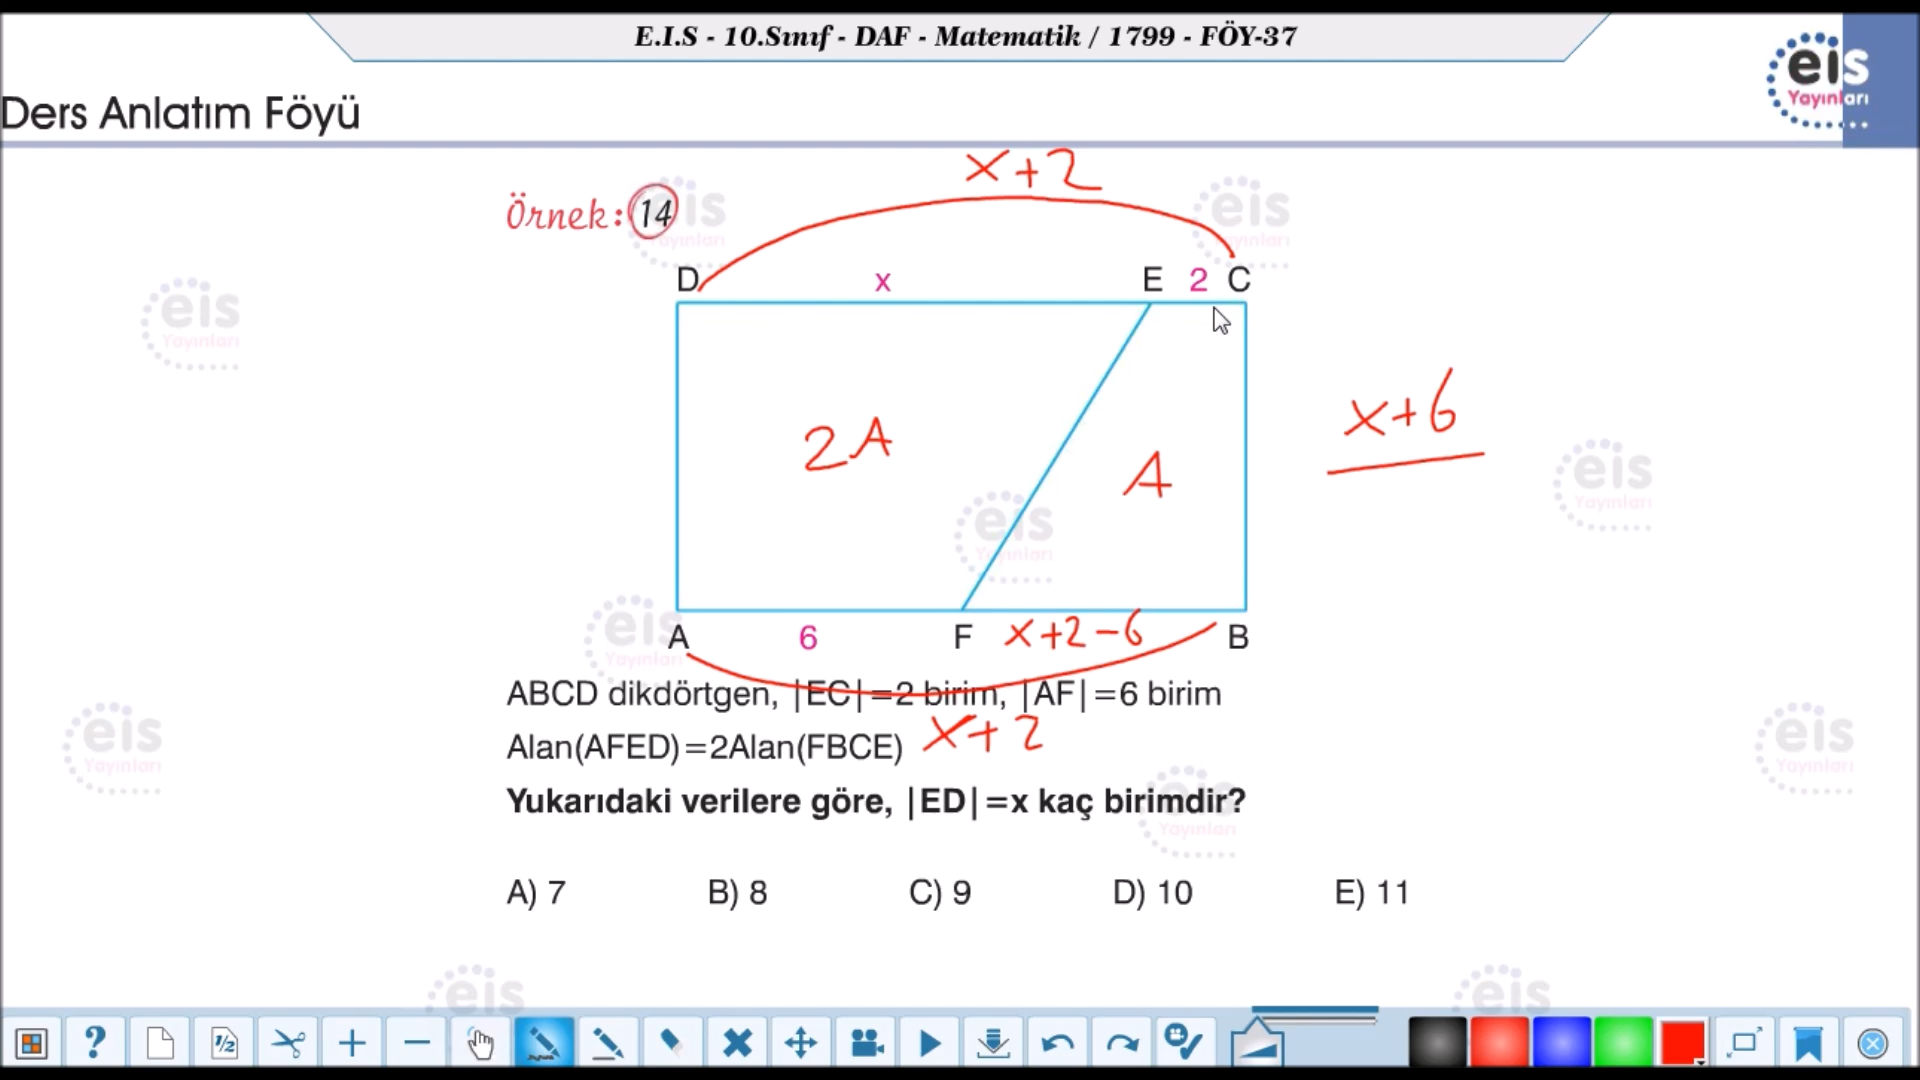 E.I.S - 10.Sınıf - DAF - Matematik / 1799 - FÖY-37
eis
Yayınları
Ders Anlatım Föyü
x+2
Örnek: 14
D x E 2 C
x+6
2A
A
A 6 F x+2-6 B
ABCD dikdörtgen, |EC|=2 birim, |AF|=6 birim
x+2
Alan(AFED)=2Alan(FBCE)
Yukarıdaki verilere göre, |ED|=x kaç birimdir?
A) 7 B) 8 C) 9 D) 10 E) 11